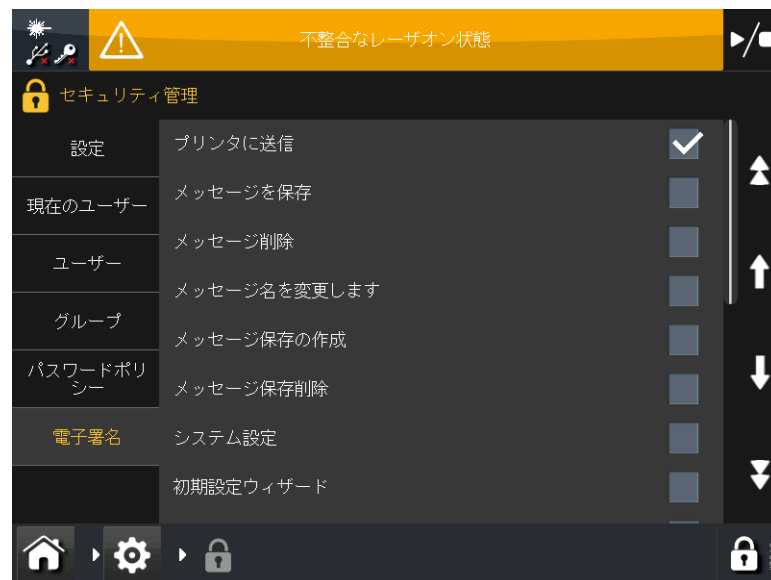 不整合なレーザオン状態
セキュリティ管理
設定
現在のユーザー
ユーザー
グループ
パスワードポリ
シー
電子署名
プリンタに送信
メッセージを保存
メッセージ削除
メッセージ名を変更します
メッセージ保存の作成
メッセージ保存削除
システム設定
初期設定ウィザード